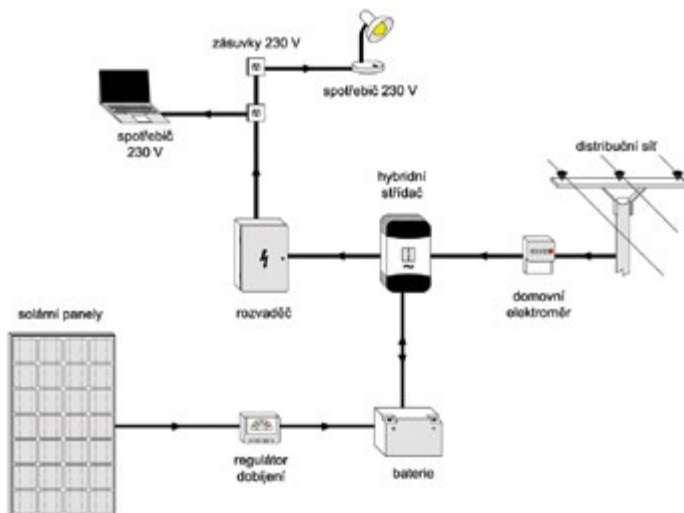 zásuvky 230 V
spotřebič 230 V
spotřebič
230 V
distribuční síť
hybridní
střídač
rozvaděč
domovní
elektroměr
solární panely
regulátor
dobíjení
baterie